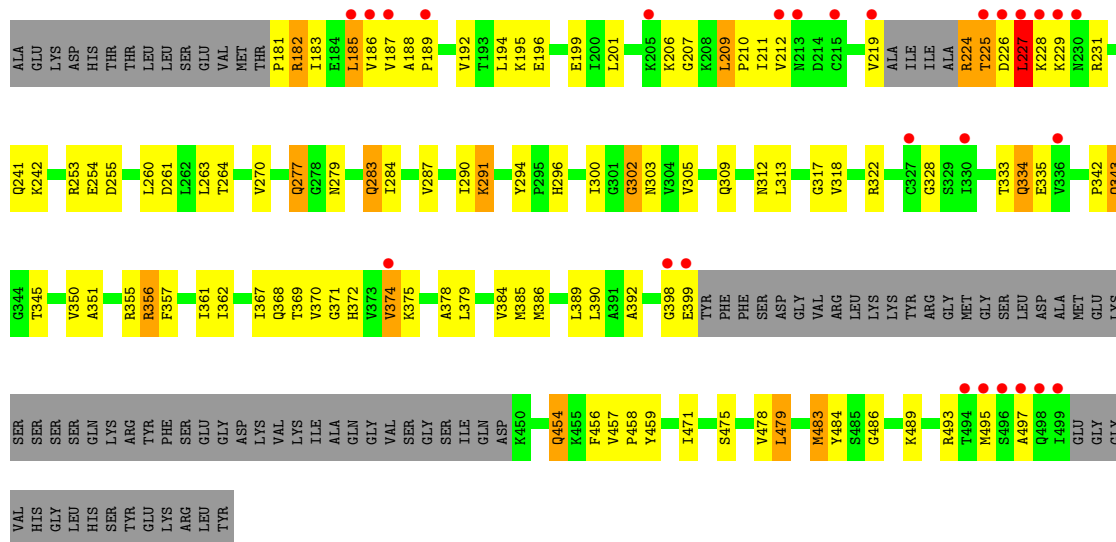 ALA GLU LYS ASP HIS THR THR LEU LEU SER GLU VAL MET THR P181 R182 I183 E184 L185 V186 V187 A188 P189 V192 T193 L194 K195 E196 E199 I200 L201 K205 K206 G207 K208 L209 P210 I211 V212 N213 D214 C215 V219 ALA ILE ILE ALA R224 T225 D226 L227 K228 K229 N230 R231
Q241 K242 R253 E254 D255 L260 D261 L262 L263 T264 V270 Q277 G278 N279 Q283 I284 V287 I290 K291 Y294 P295 H296 I300 G301 G302 N303 V304 V305 Q309 N312 L313 G317 V318 R322 C327 G328 S329 I330 T333 Q334 E335 V336 P342
G344 T345 V350 A351 R355 R356 F357 I361 I362 I367 Q368 T369 V370 G371 H372 V373 V374 K375 A378 L379 V384 M385 M386 L389 L390 A391 A392 G398 E399 TYR PHE PHE SER ASP GLY VAL ARG LEU LYS LYS TYR ARG GLY MET GLY SER LEU ASP ALA MET GLU LYS
SER SER SER SER GLN LYS ARG TYR PHE SER GLU GLY ASP LYS VAL LYS ILE ALA GLN GLY VAL SER GLY SER ILE GLN ASP K450 Q454 K455 F456 V457 P458 Y459 I471 S475 V478 L479 M483 Y484 S485 G486 K489 R493 T494 M495 S496 A497 Q498 I499 GLU GLY GLY
VAL HIS GLY LEU HIS SER TYR GLU LYS ARG LEU TYR